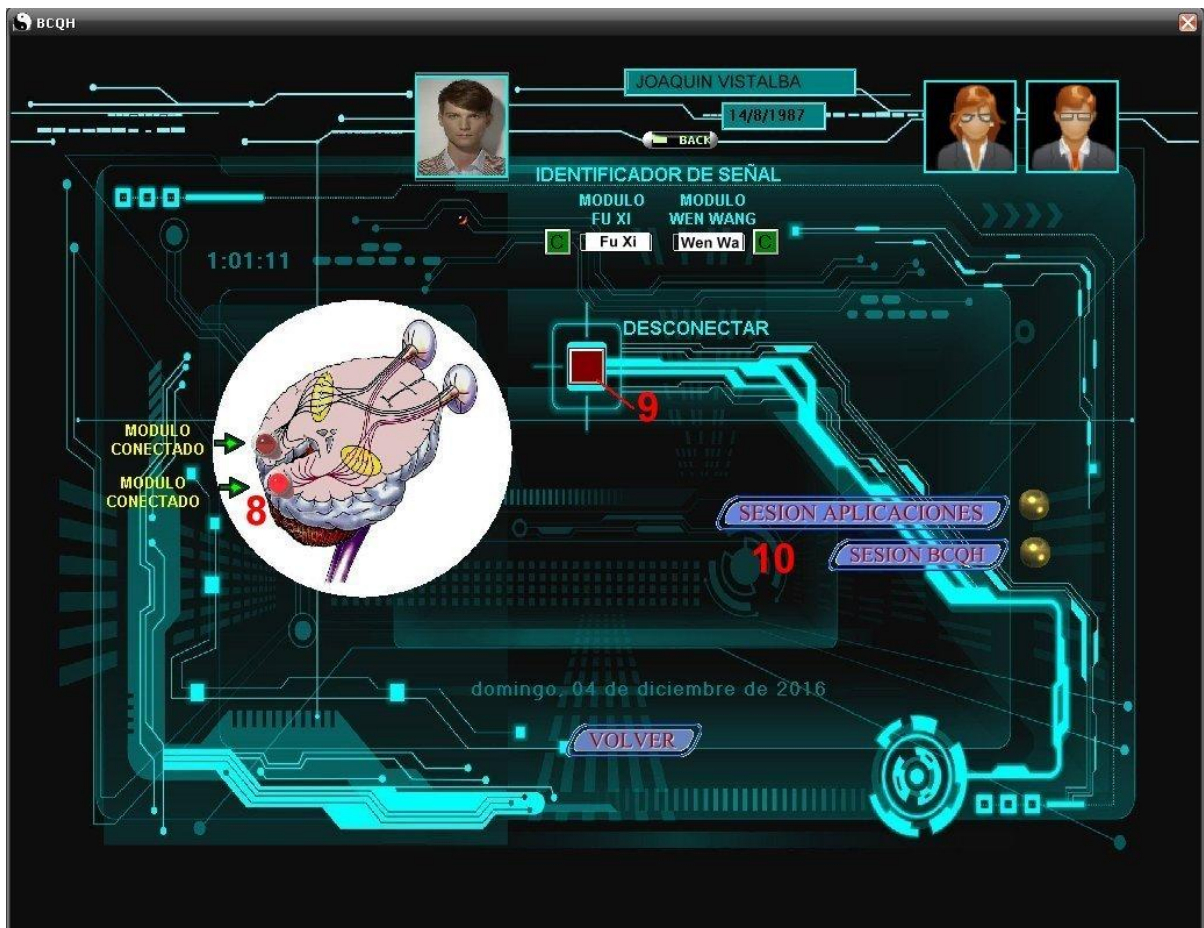 BCQH
JOAQUIN VISTALBA
14/8/1987
BACK
IDENTIFICADOR DE SEÑAL
MODULO
FU XI
MODULO
WEN WANG
C
Fu Xi
Wen Wa
C
1:01:11
DESCONECTAR
9
MODULO
CONECTADO
MODULO
CONECTADO
8
SESION APLICACIONES
10
SESION BCQH
domingo, 04 de diciembre de 2016
VOLVER